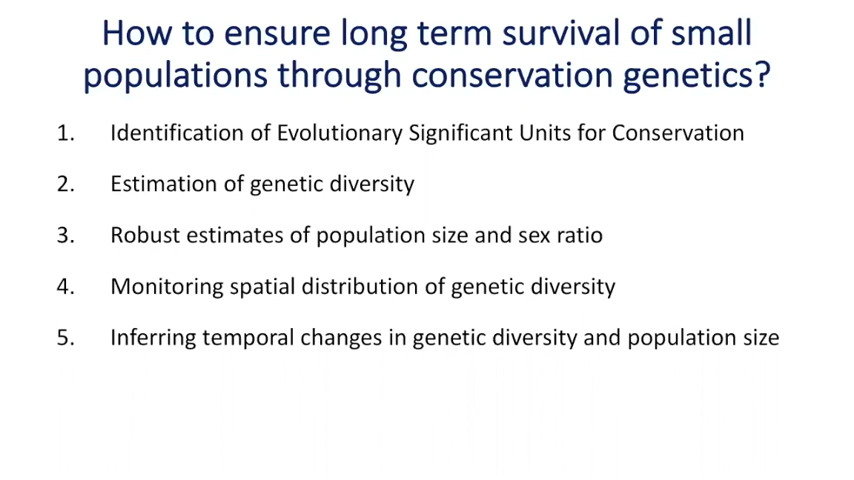 How to ensure long term survival of small
populations through conservation genetics?
1. Identification of Evolutionary Significant Units for Conservation
2. Estimation of genetic diversity
3. Robust estimates of population size and sex ratio
4. Monitoring spatial distribution of genetic diversity
5. Inferring temporal changes in genetic diversity and population size